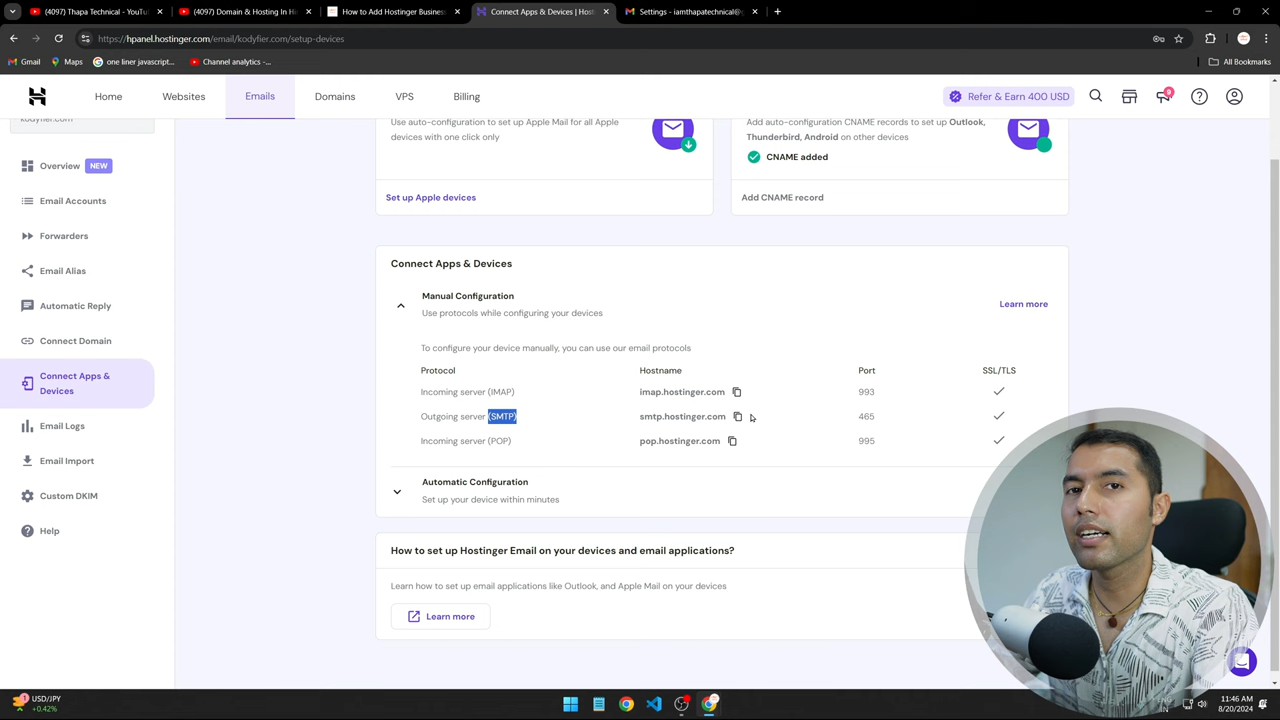 (4097) Thapa Technical - YouTu
(4097) Domain & Hosting In H
How to Add Hostinger Business
Connect Apps & Devices | Host
Settings - iamthapatechnical@
https://hpanel.hostinger.com/email/kodyfier.com/setup-devices
Gmail
Maps
one liner javascript...
Channel analytics -...
All Bookmarks
Home
Websites
Emails
Domains
VPS
Billing
Refer & Earn 400 USD
kodyfier.com
Overview NEW
Email Accounts
Forwarders
Email Alias
Automatic Reply
Connect Domain
Connect Apps &
Devices
Email Logs
Email Import
Custom DKIM
Help
Use auto-configuration to set up Apple Mail for all Apple
devices with one click only
Set up Apple devices
Add auto-configuration CNAME records to set up Outlook,
Thunderbird, Android on other devices
CNAME added
Add CNAME record
Connect Apps & Devices
Manual Configuration
Use protocols while configuring your devices
Learn more
To configure your device manually, you can use our email protocols
Protocol Hostname Port SSL/TLS
Incoming server (IMAP) imap.hostinger.com 993
Outgoing server (SMTP) smtp.hostinger.com 465
Incoming server (POP) pop.hostinger.com 995
Automatic Configuration
Set up your device within minutes
How to set up Hostinger Email on your devices and email applications?
Learn how to set up email applications like Outlook, and Apple Mail on your devices
Learn more
USD/JPY
+0.42%
11:46 AM
8/20/2024